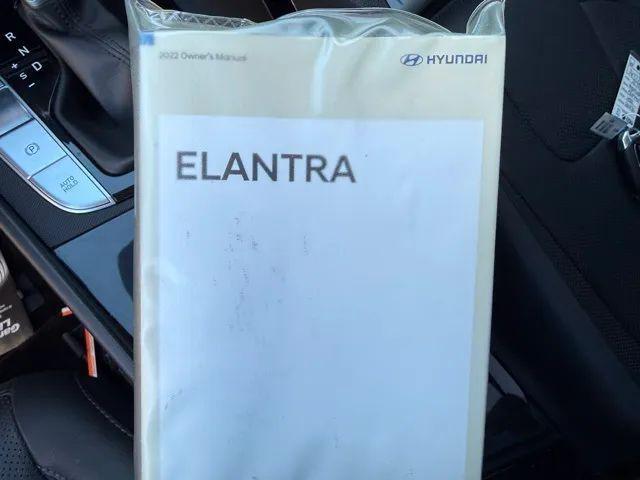 2022 Owner's Manual
HYUNDAI
ELANTRA
R
N
D
+
S
-
P
AUTO
HOLD